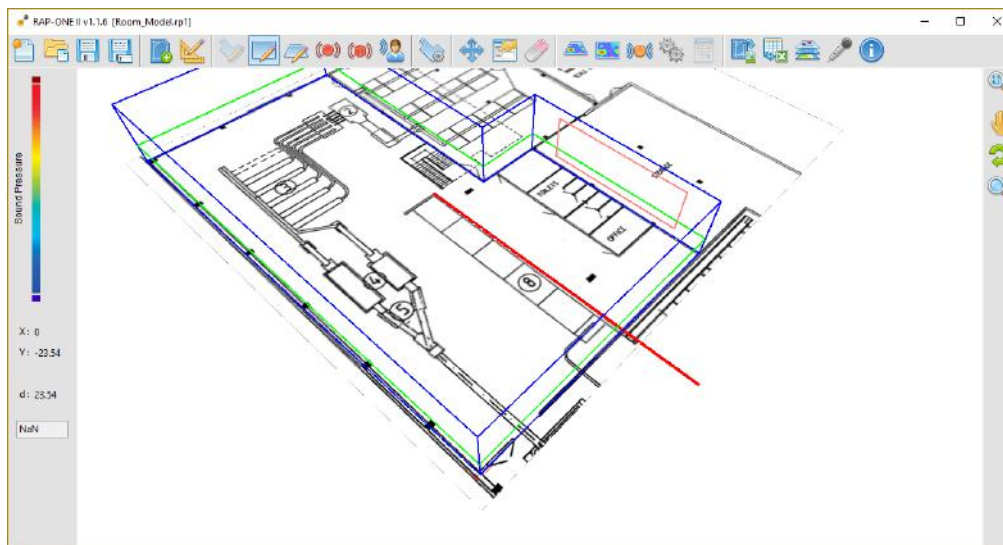 RAP-ONE II v1.1.6 [Room_Model.rp1]
Sound Pressure
X: 0
Y: -23.54
d: 23.54
NaN
2
3
4
5
8
TOILETS
OFFICE